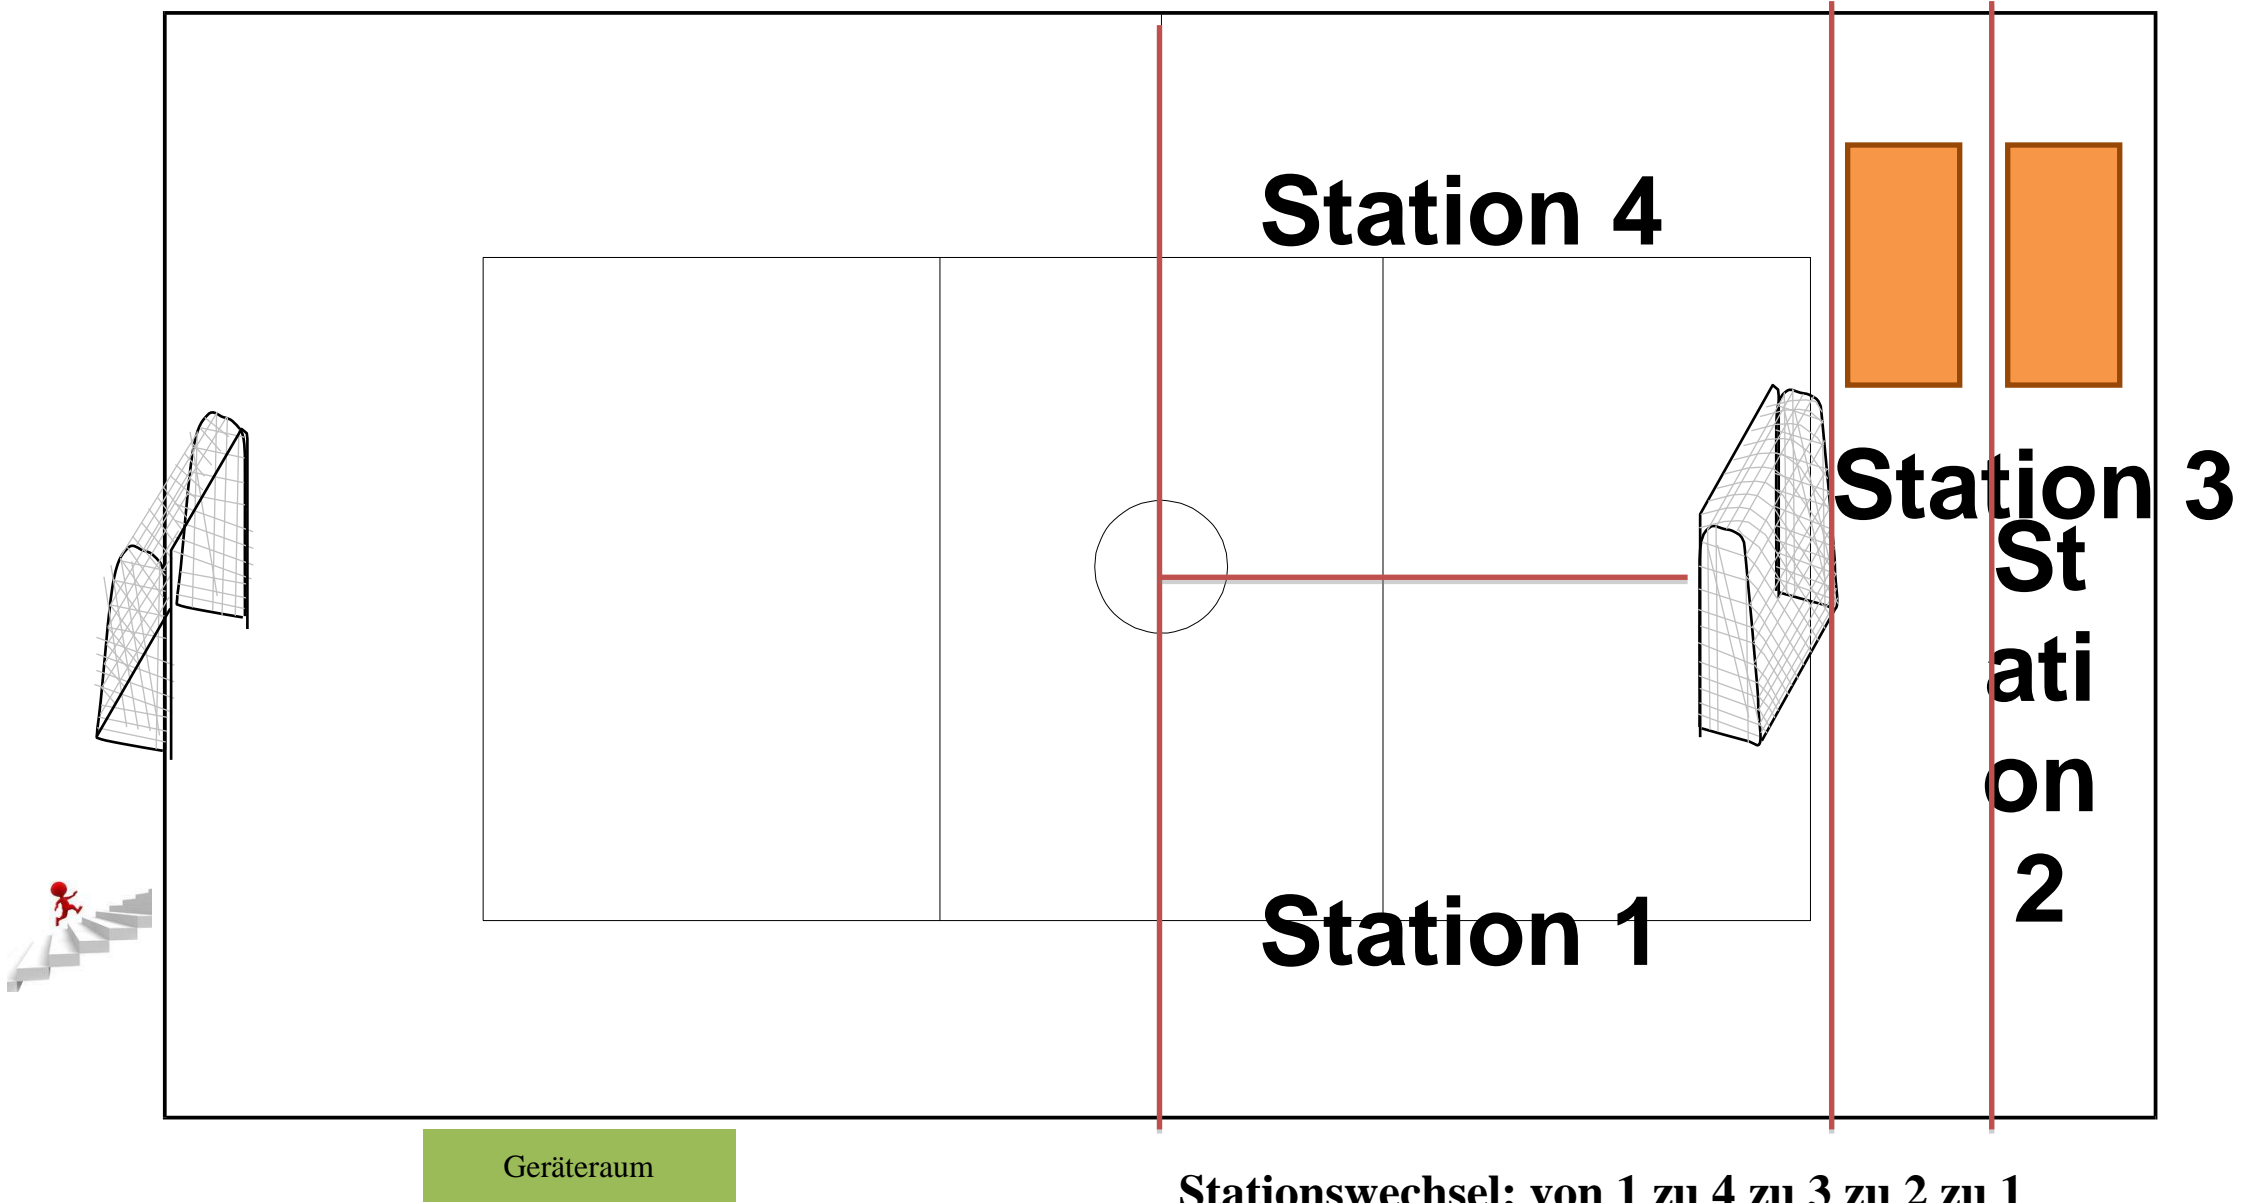 Station 4
Station 3
St
ati
on
2
Station 1
Geräteraum
Stationswechsel: von 1 zu 4 zu 3 zu 2 zu 1